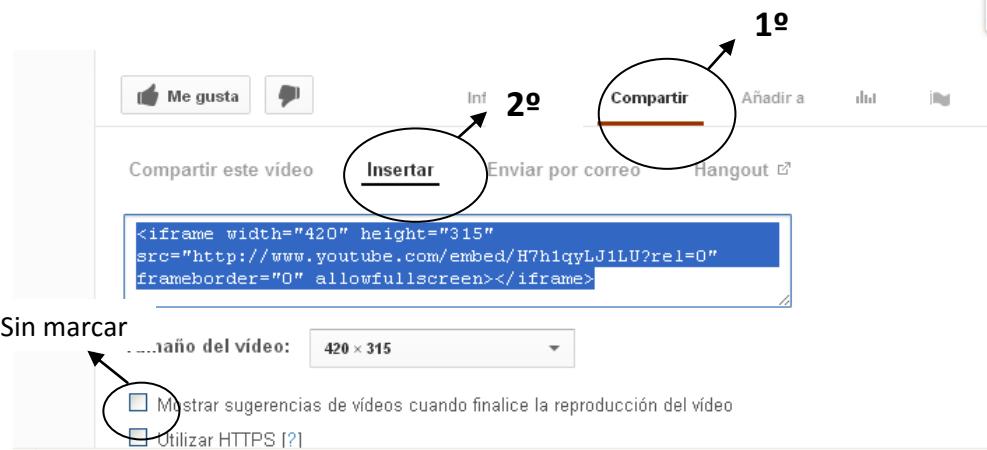 1º
Me gusta
Inf
2º
Compartir
Añadir a
Compartir este vídeo
Insertar
Enviar por correo
Hangout
<iframe width="420" height="315"
src="http://www.youtube.com/embed/H7h1qyLJ1LU?rel=0"
frameborder="0" allowfullscreen></iframe>
Sin marcar
Tamaño del vídeo:
420 × 315
Mostrar sugerencias de vídeos cuando finalice la reproducción del vídeo
Utilizar HTTPS [?]